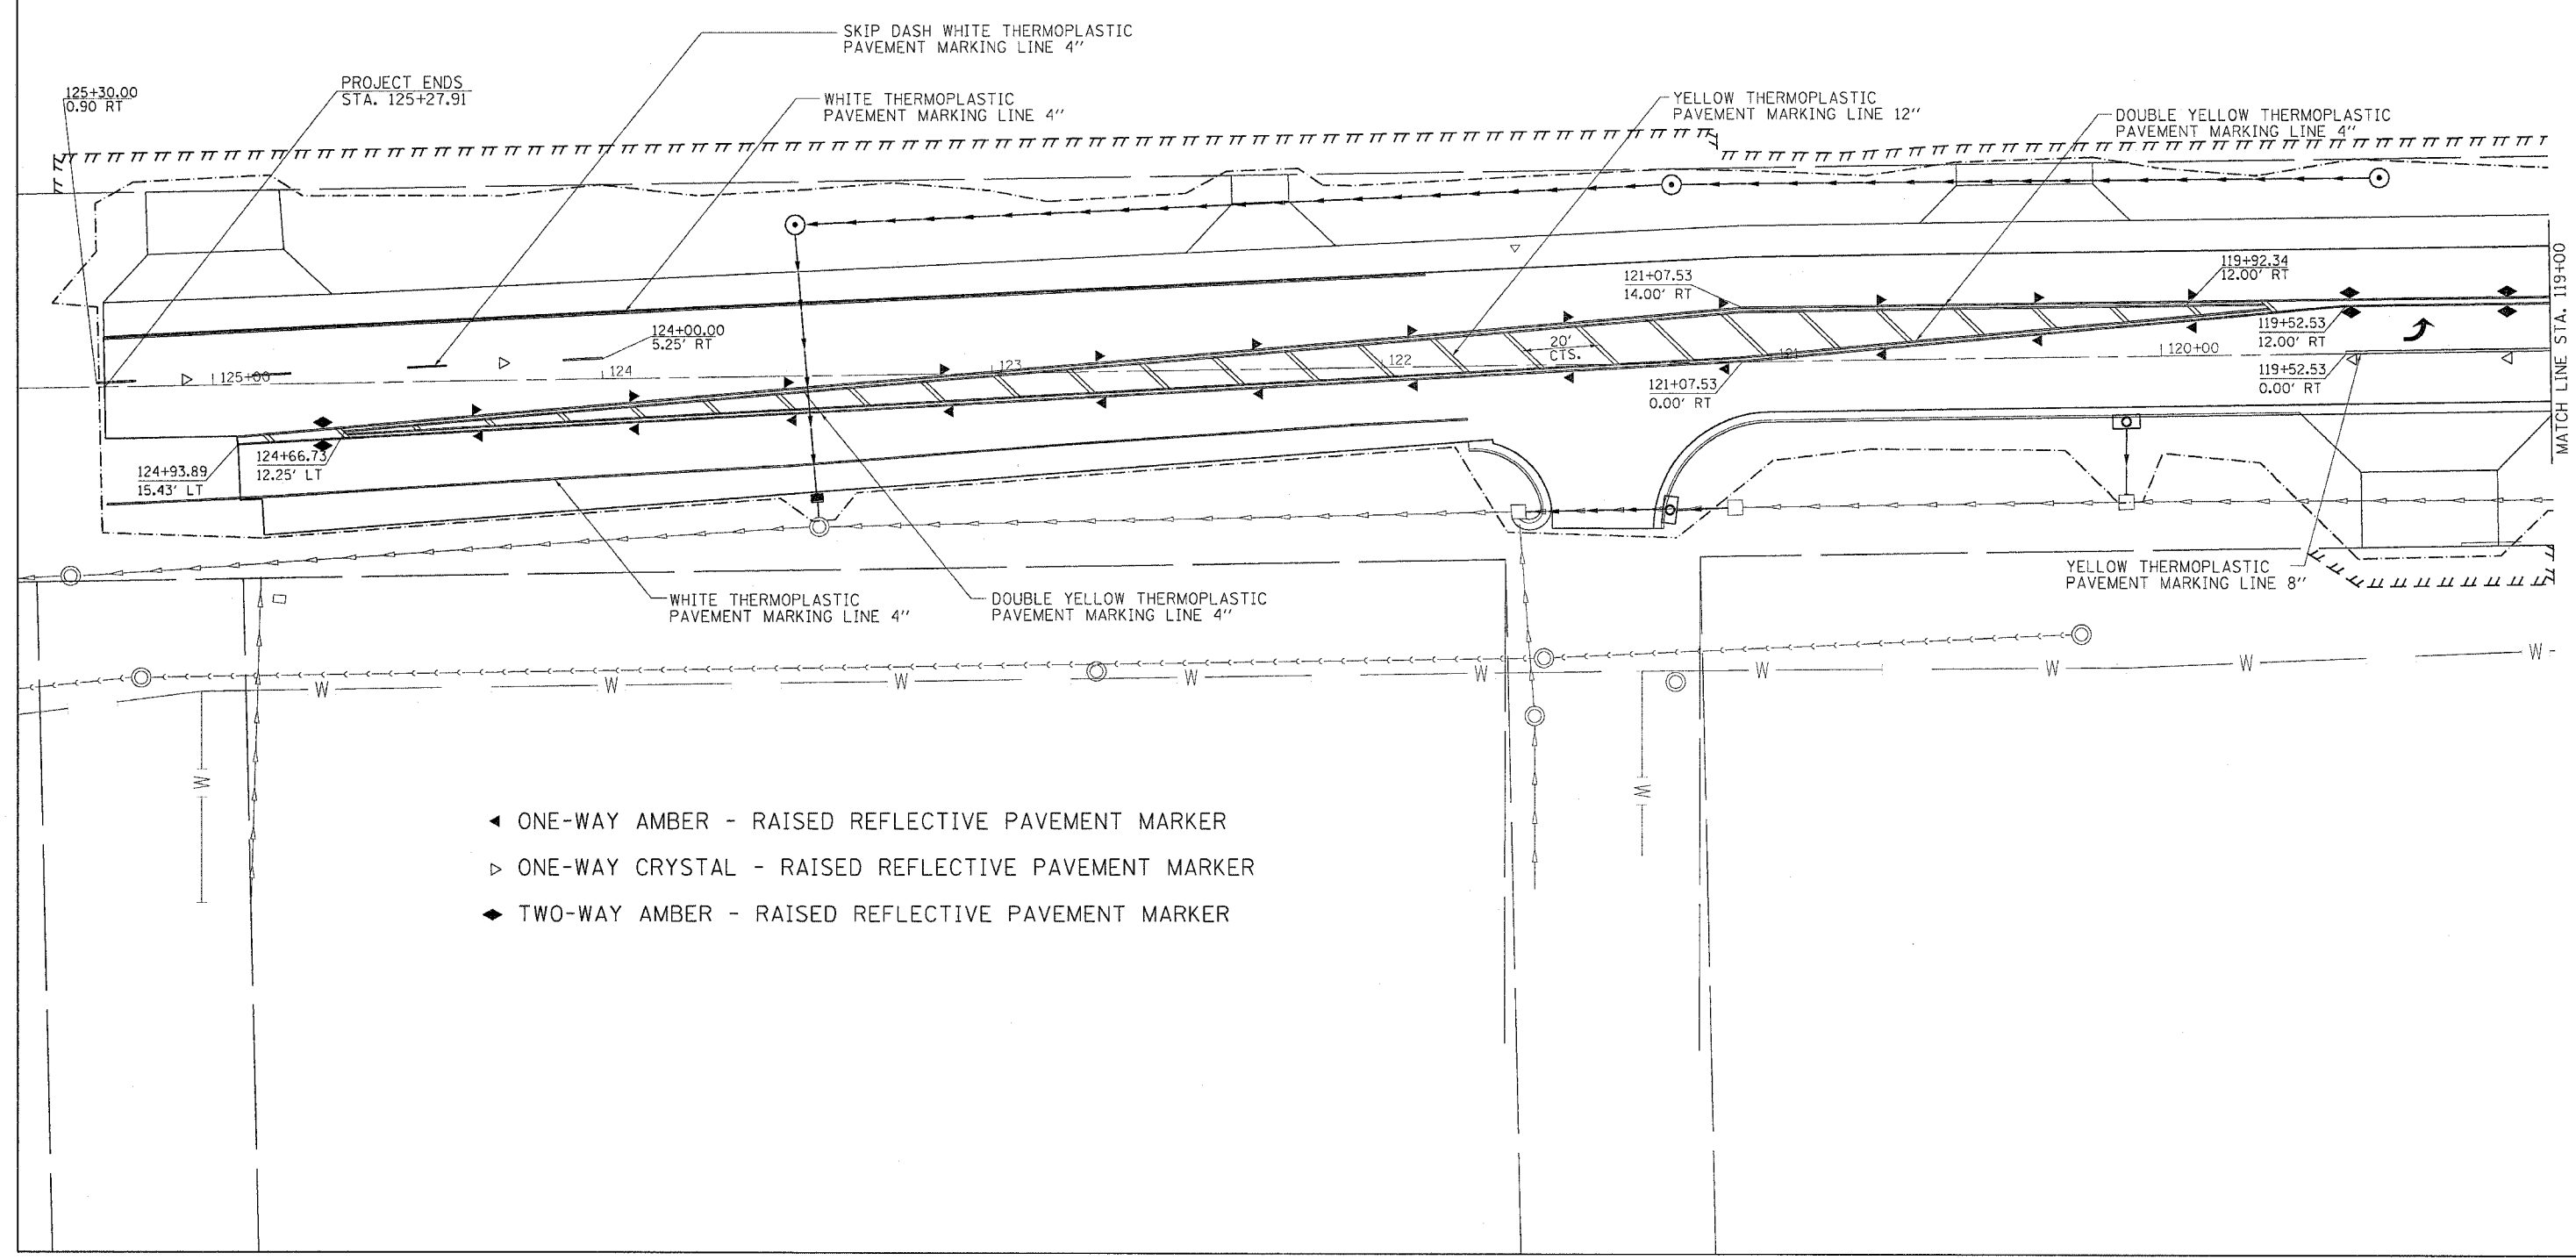 SKIP DASH WHITE THERMOPLASTIC
PAVEMENT MARKING LINE 4"
PROJECT ENDS
STA. 125+27.91
125+30.00
0.90 RT
WHITE THERMOPLASTIC
PAVEMENT MARKING LINE 4"
YELLOW THERMOPLASTIC
PAVEMENT MARKING LINE 12"
DOUBLE YELLOW THERMOPLASTIC
PAVEMENT MARKING LINE 4"
121+07.53
14.00' RT
119+92.34
12.00' RT
MATCH LINE STA. 119+00
124+00.00
5.25' RT
119+52.53
12.00' RT
20'
CTS.
125+00
124
123
122
121
120+00
119+52.53
0.00' RT
121+07.53
0.00' RT
124+93.89
15.43' LT
124+66.73
12.25' LT
YELLOW THERMOPLASTIC
PAVEMENT MARKING LINE 8"
WHITE THERMOPLASTIC
PAVEMENT MARKING LINE 4"
DOUBLE YELLOW THERMOPLASTIC
PAVEMENT MARKING LINE 4"
W
W
W
W
W
W
W
W
W
W
W
ONE-WAY AMBER - RAISED REFLECTIVE PAVEMENT MARKER
ONE-WAY CRYSTAL - RAISED REFLECTIVE PAVEMENT MARKER
TWO-WAY AMBER - RAISED REFLECTIVE PAVEMENT MARKER